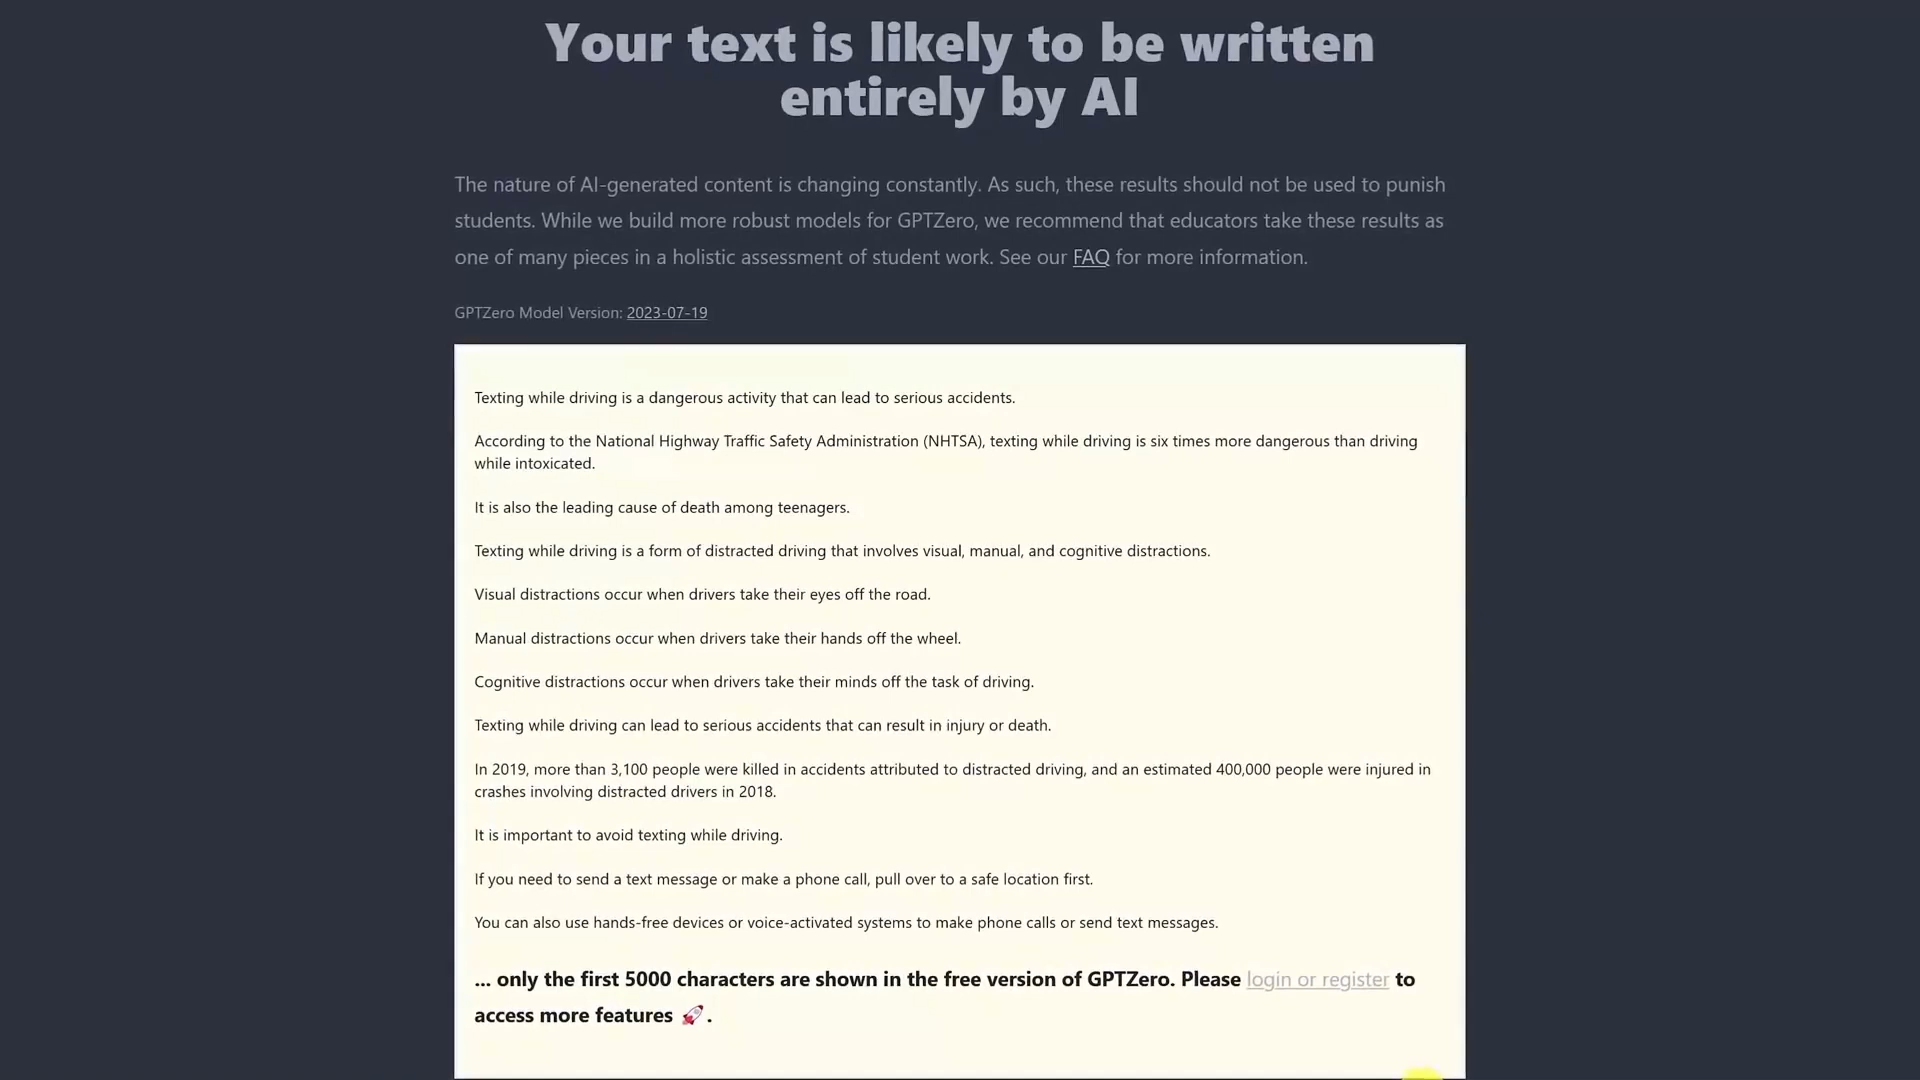 Your text is likely to be written
entirely by AI
The nature of AI-generated content is changing constantly. As such, these results should not be used to punish
students. While we build more robust models for GPTZero, we recommend that educators take these results as
one of many pieces in a holistic assessment of student work. See our FAQ for more information.
GPTZero Model Version: 2023-07-19
Texting while driving is a dangerous activity that can lead to serious accidents.
According to the National Highway Traffic Safety Administration (NHTSA), texting while driving is six times more dangerous than driving
while intoxicated.
It is also the leading cause of death among teenagers.
Texting while driving is a form of distracted driving that involves visual, manual, and cognitive distractions.
Visual distractions occur when drivers take their eyes off the road.
Manual distractions occur when drivers take their hands off the wheel.
Cognitive distractions occur when drivers take their minds off the task of driving.
Texting while driving can lead to serious accidents that can result in injury or death.
In 2019, more than 3,100 people were killed in accidents attributed to distracted driving, and an estimated 400,000 people were injured in
crashes involving distracted drivers in 2018.
It is important to avoid texting while driving.
If you need to send a text message or make a phone call, pull over to a safe location first.
You can also use hands-free devices or voice-activated systems to make phone calls or send text messages.
... only the first 5000 characters are shown in the free version of GPTZero. Please login or register to
access more features 🚀.